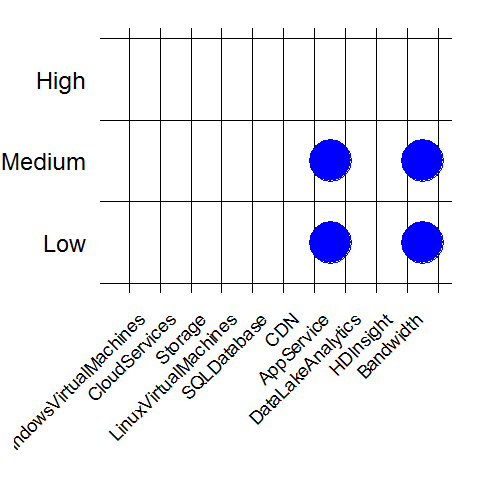 High
Medium
Low
ndowsVirtualMachines
CloudServices
Storage
LinuxVirtualMachines
SQLDatabase
CDN
AppService
DataLakeAnalytics
HDInsight
Bandwidth